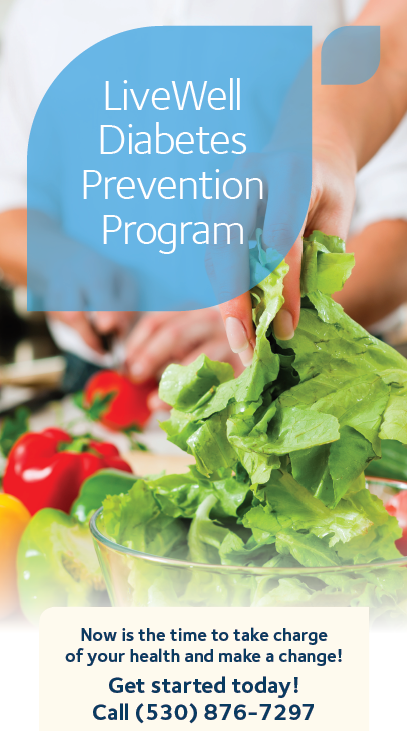 LiveWell
Diabetes
Prevention
Program
Now is the time to take charge
of your health and make a change!
Get started today!
Call (530) 876-7297